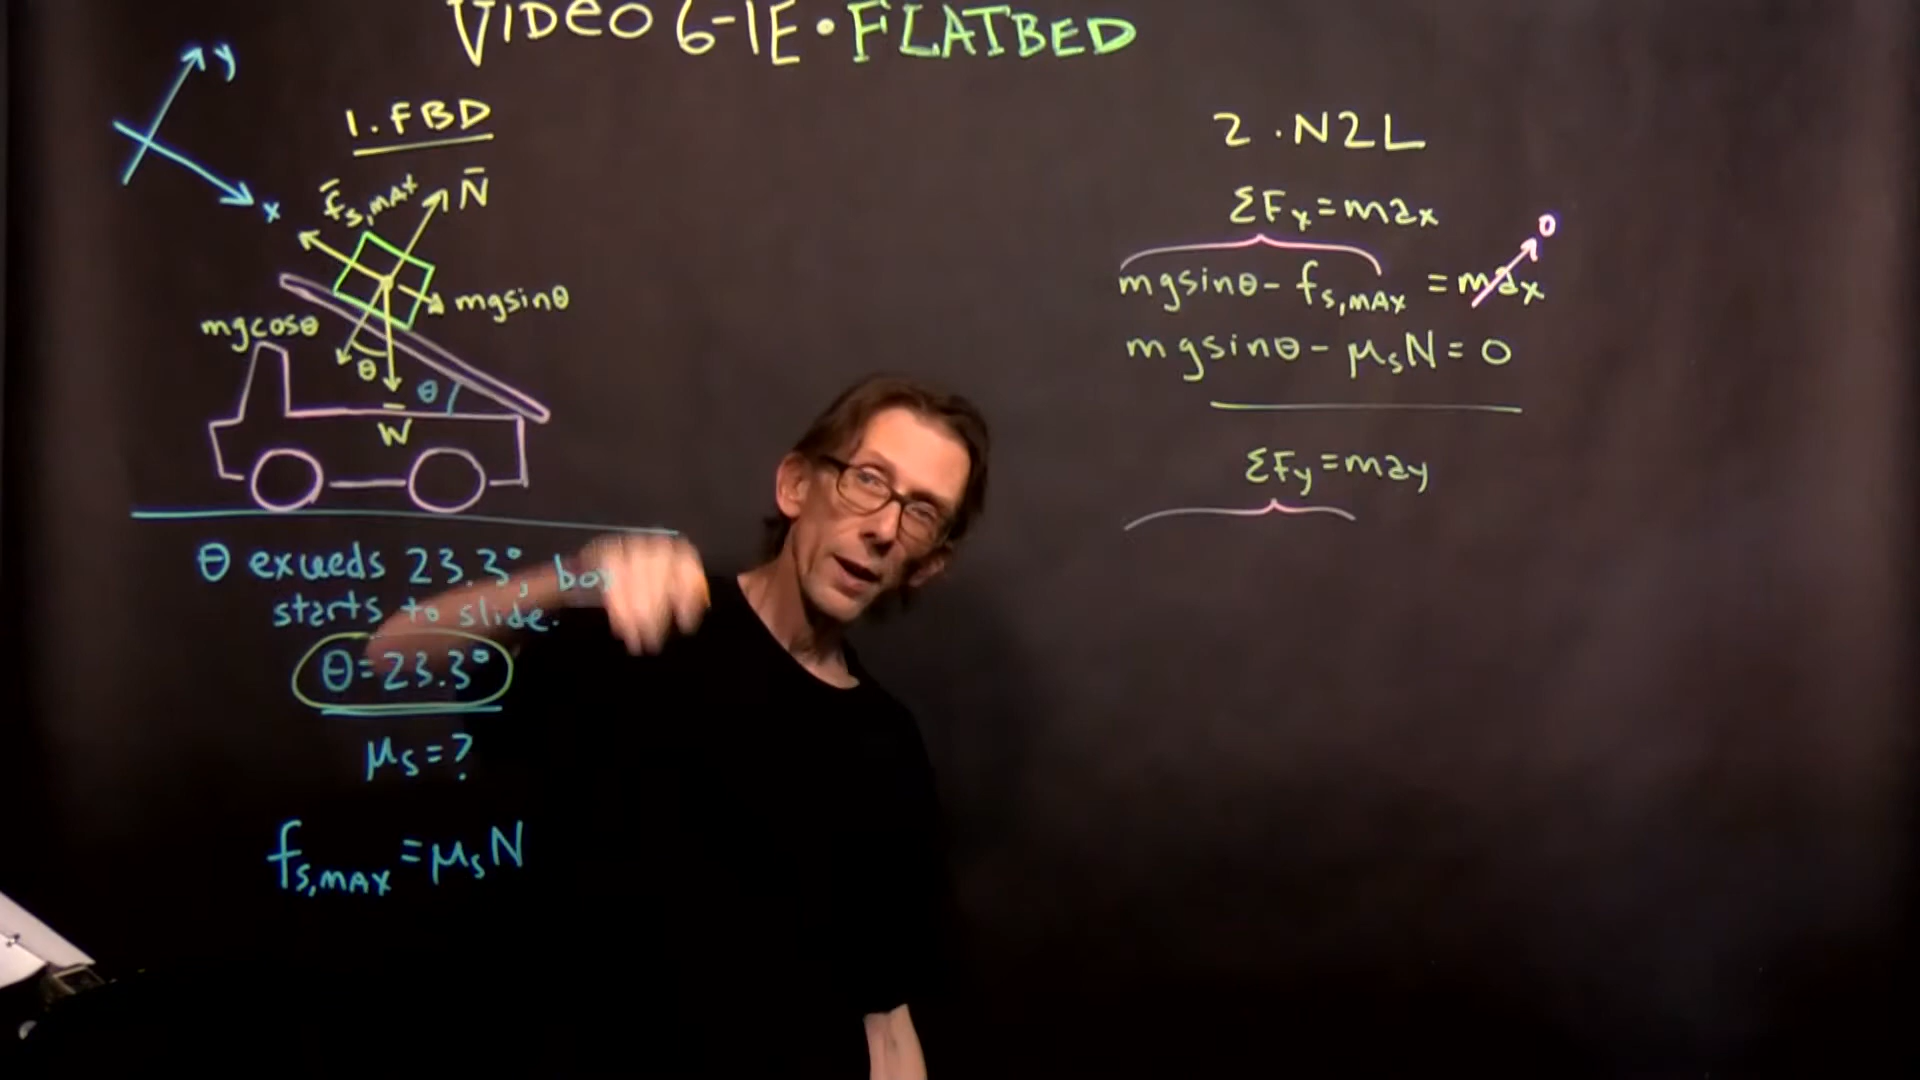 VIDEO 6-1E • FLATBED
y
x
1. FBD
f̄s,MAX
N̄
mgsinθ
mgcosθ
θ
θ
W̄
θ exceeds 23.3°,
starts to slide.
θ=23.3°
μs=?
fs,MAX=μsN
2. N2L
ΣFx=max
mgsinθ- fs,MAX =max
0
mgsinθ- μsN=0
ΣFy=may